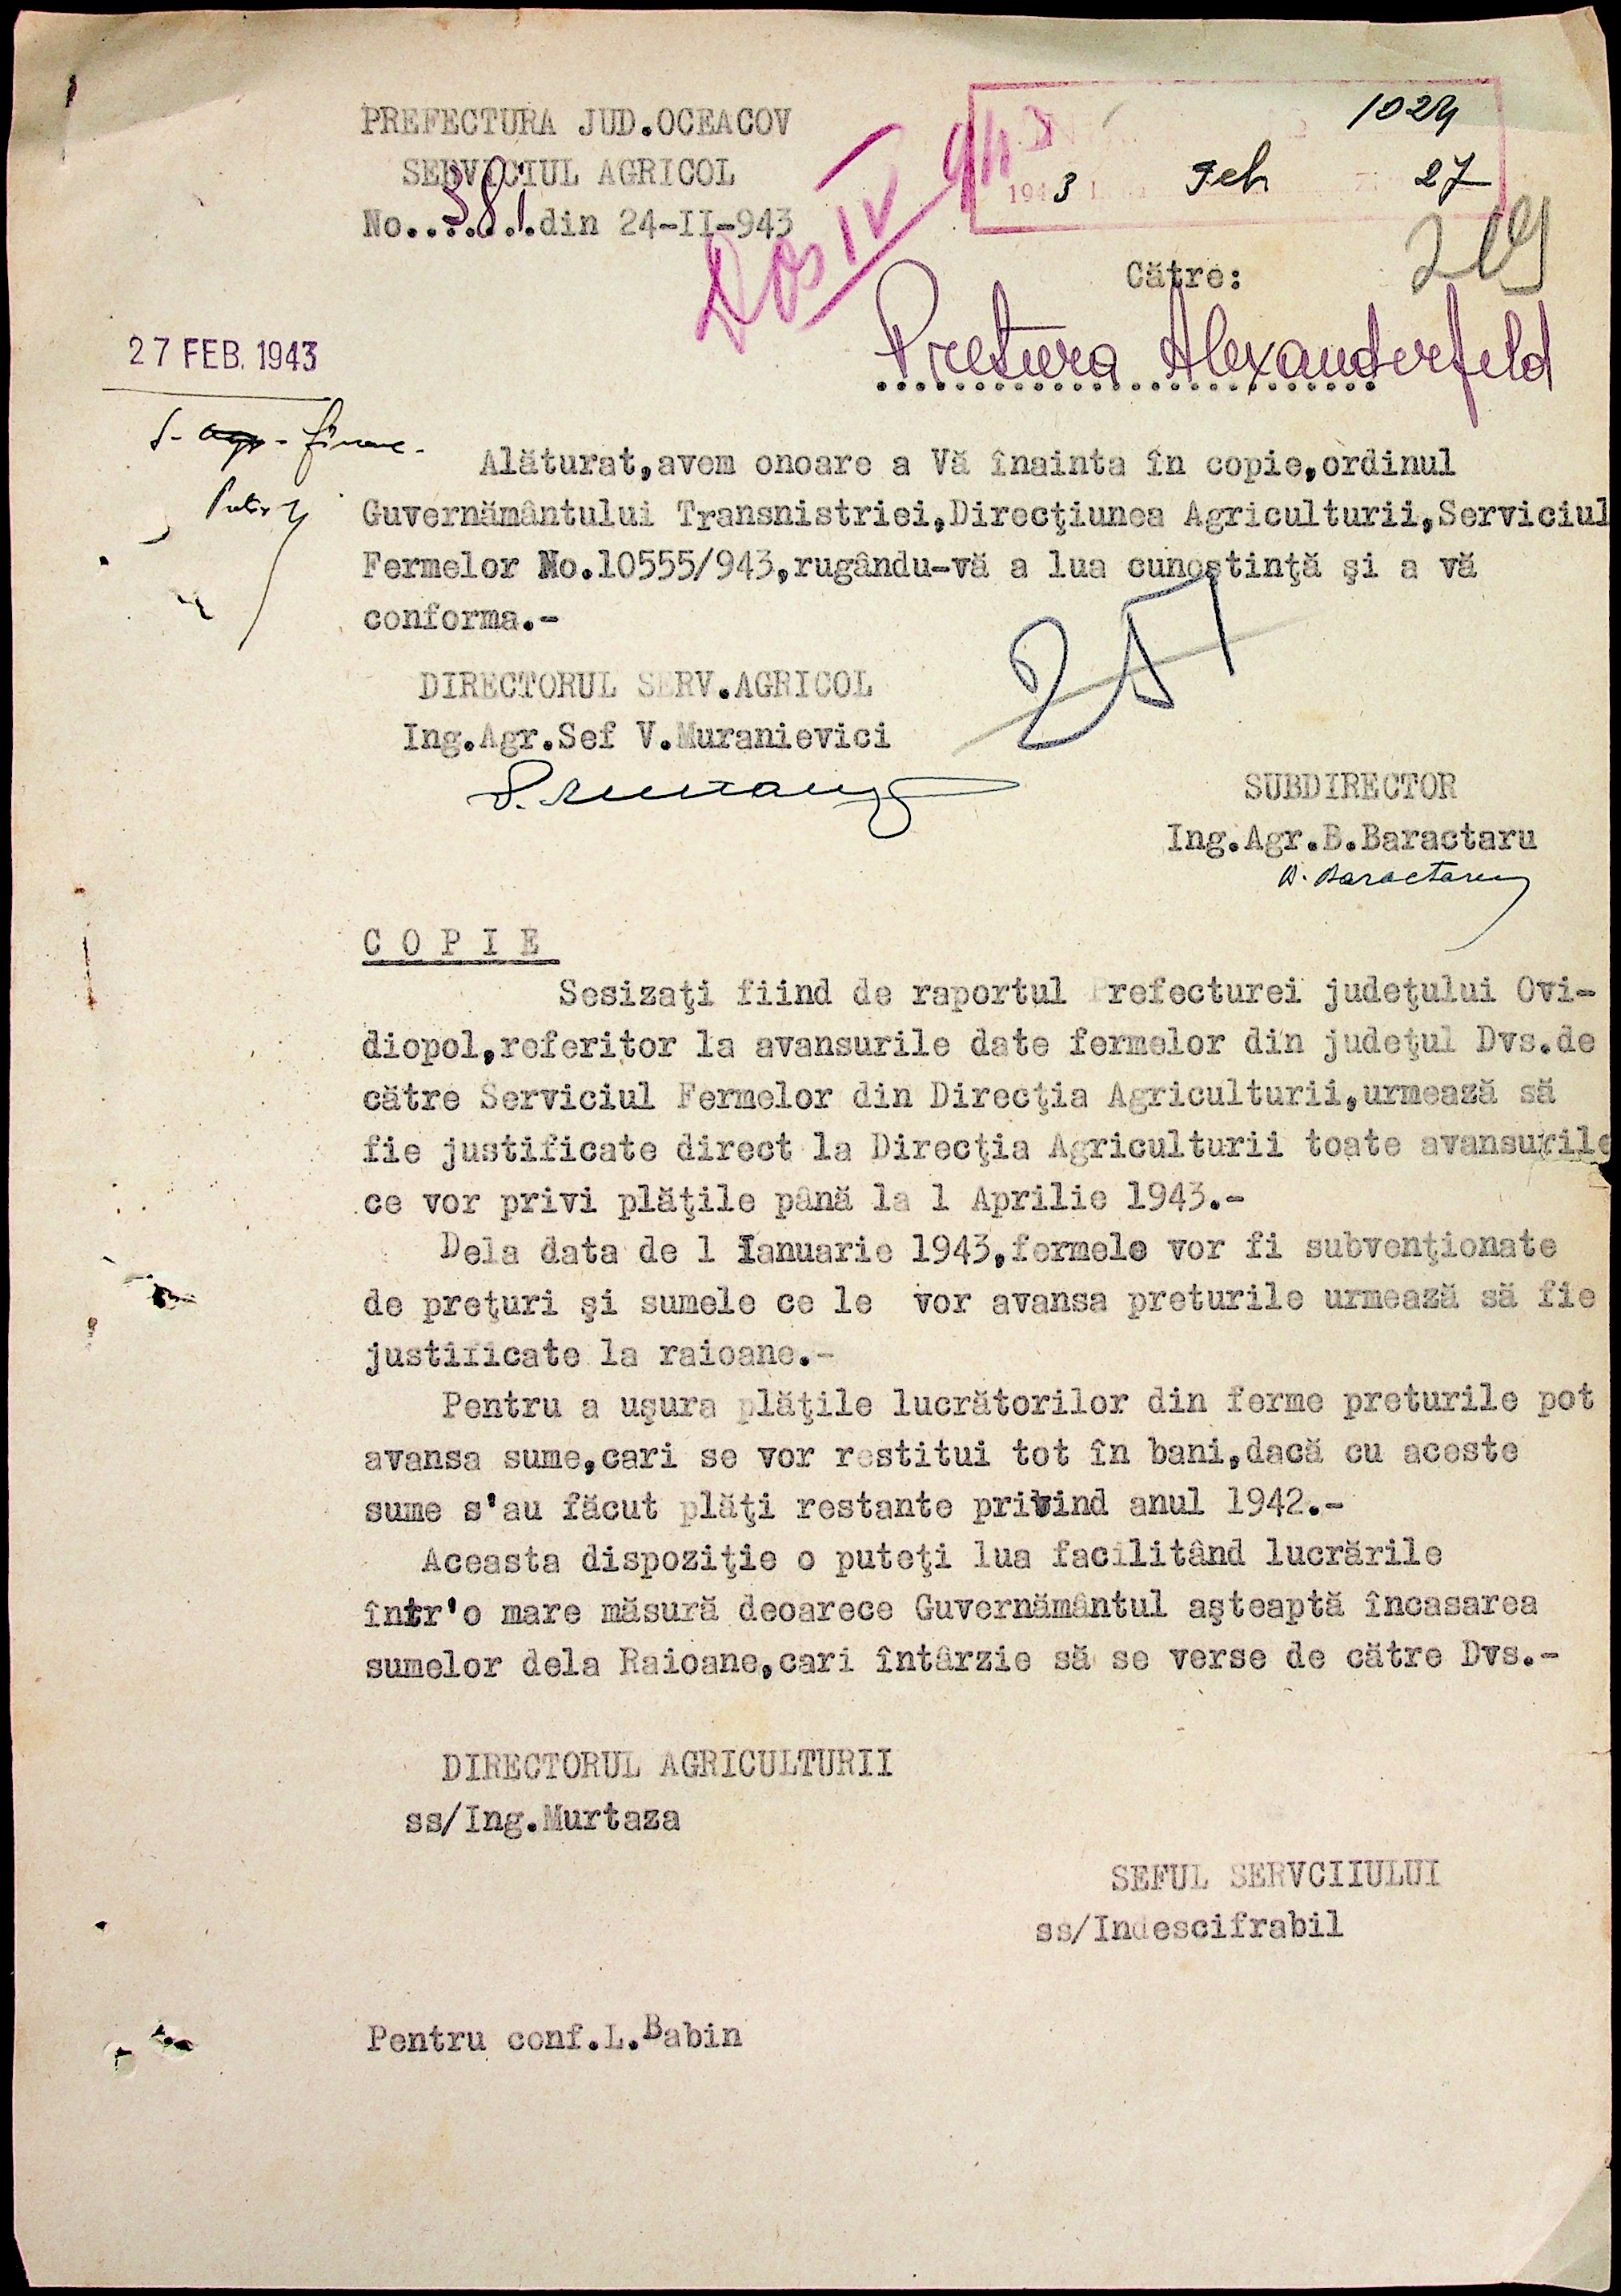 PREFECTURA JUD.OCEACOV
SERVICIUL AGRICOL
No..381.din 24-II-943
Dos IV
1024
1943 Feb 27
Către:
Pretura Alexanderfeld
27 FEB. 1943
Alăturat,avem onoare a Vă înainta în copie,ordinul
Guvernământului Transnistriei,Direcţiunea Agriculturii,Serviciul
Fermelor No.10555/943,rugându-vă a lua cunoştinţă şi a vă
conforma.-
251
DIRECTORUL SERV.AGRICOL
Ing.Agr.Sef V.Muranievici
SUBDIRECTOR
Ing.Agr.B.Baractaru
B. Baractaru
C O P I E
Sesizaţi fiind de raportul Prefecturei judeţului Ovi-
diopol,referitor la avansurile date fermelor din judeţul Dvs.de
către Serviciul Fermelor din Direcţia Agriculturii,urmează să
fie justificate direct la Direcţia Agriculturii toate avansurile
ce vor privi plăţile până la 1 Aprilie 1943.-
Dela data de 1 Ianuarie 1943,fermele vor fi subvenţionate
de preţuri şi sumele ce le vor avansa preturile urmează să fie
justificate la raioane.-
Pentru a uşura plăţile lucrătorilor din ferme preturile pot
avansa sume,cari se vor restitui tot în bani,dacă cu aceste
sume s'au făcut plăţi restante privind anul 1942.-
Aceasta dispoziţie o puteţi lua facilitând lucrările
într'o mare măsură deoarece Guvernământul aşteaptă încasarea
sumelor dela Raioane,cari întârzie să se verse de către Dvs.-
DIRECTORUL AGRICULTURII
ss/Ing.Murtaza
SEFUL SERVCIIULUI
ss/Indescifrabil
Pentru conf.L.Babin